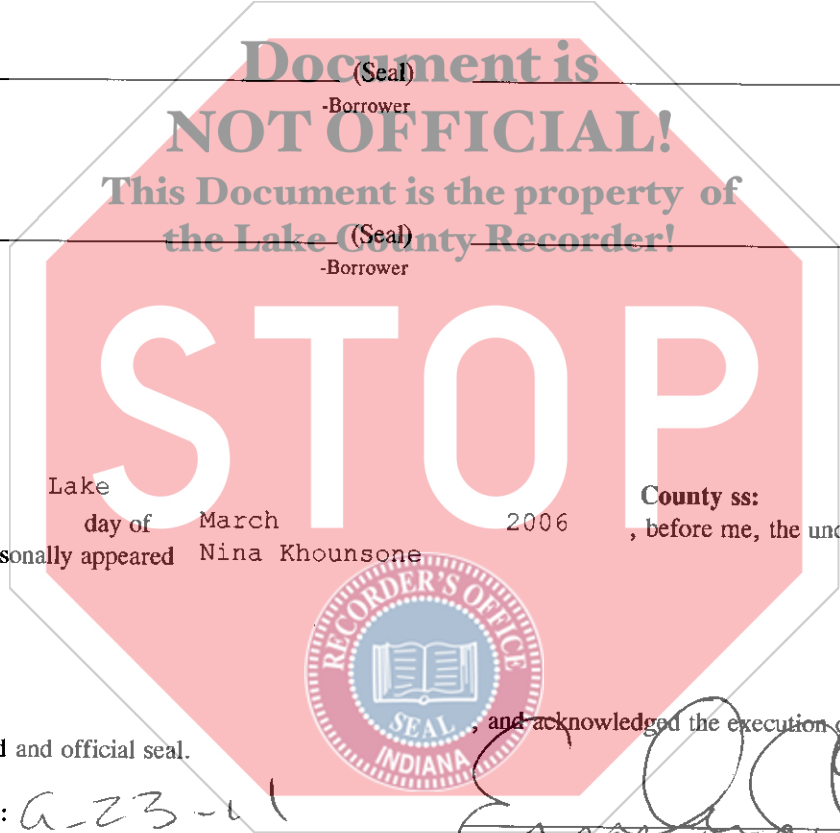 Document is
(Seal)
-Borrower
NOT OFFICIAL!
This Document is the property of
the Lake County Recorder!
(Seal)
-Borrower
STOP
Lake County ss:
day of March 2006 , before me, the
sonally appeared Nina Khounsone
RECORDER'S OFFICE
SEAL
INDIANA
, and acknowledged the execution
and official seal.